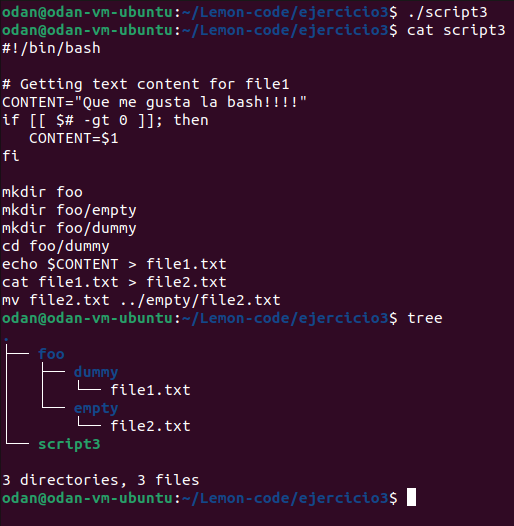 odan@odan-vm-ubuntu:~/Lemon-code/ejercicio3$ ./script3
odan@odan-vm-ubuntu:~/Lemon-code/ejercicio3$ cat script3
#!/bin/bash

# Getting text content for file1
CONTENT="Que me gusta la bash!!!!"
if [[ $# -gt 0 ]]; then
   CONTENT=$1
fi

mkdir foo
mkdir foo/empty
mkdir foo/dummy
cd foo/dummy
echo $CONTENT > file1.txt
cat file1.txt > file2.txt
mv file2.txt ../empty/file2.txt
odan@odan-vm-ubuntu:~/Lemon-code/ejercicio3$ tree
.
├── foo
│   ├── dummy
│   │   └── file1.txt
│   └── empty
│       └── file2.txt
└── script3

3 directories, 3 files
odan@odan-vm-ubuntu:~/Lemon-code/ejercicio3$